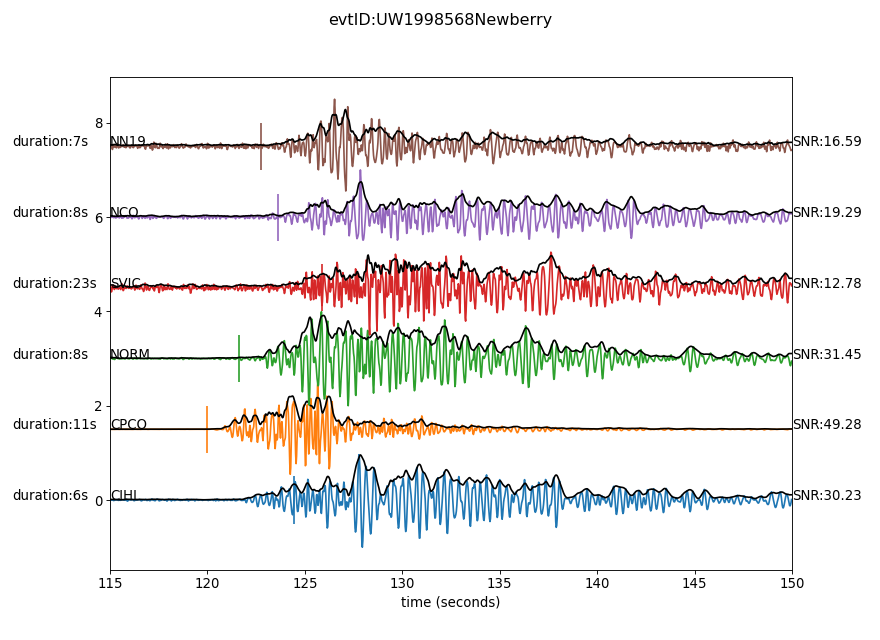 evtID:UW1998568Newberry
8
duration:7s NN19 SNR:16.59
duration:8s NCO SNR:19.29
6
duration:23s SVIC SNR:12.78
4
duration:8s NORM SNR:31.45
2
duration:11s CPCO SNR:49.28
duration:6s CIHL SNR:30.23
0
115 120 125 130 135 140 145 150
time (seconds)